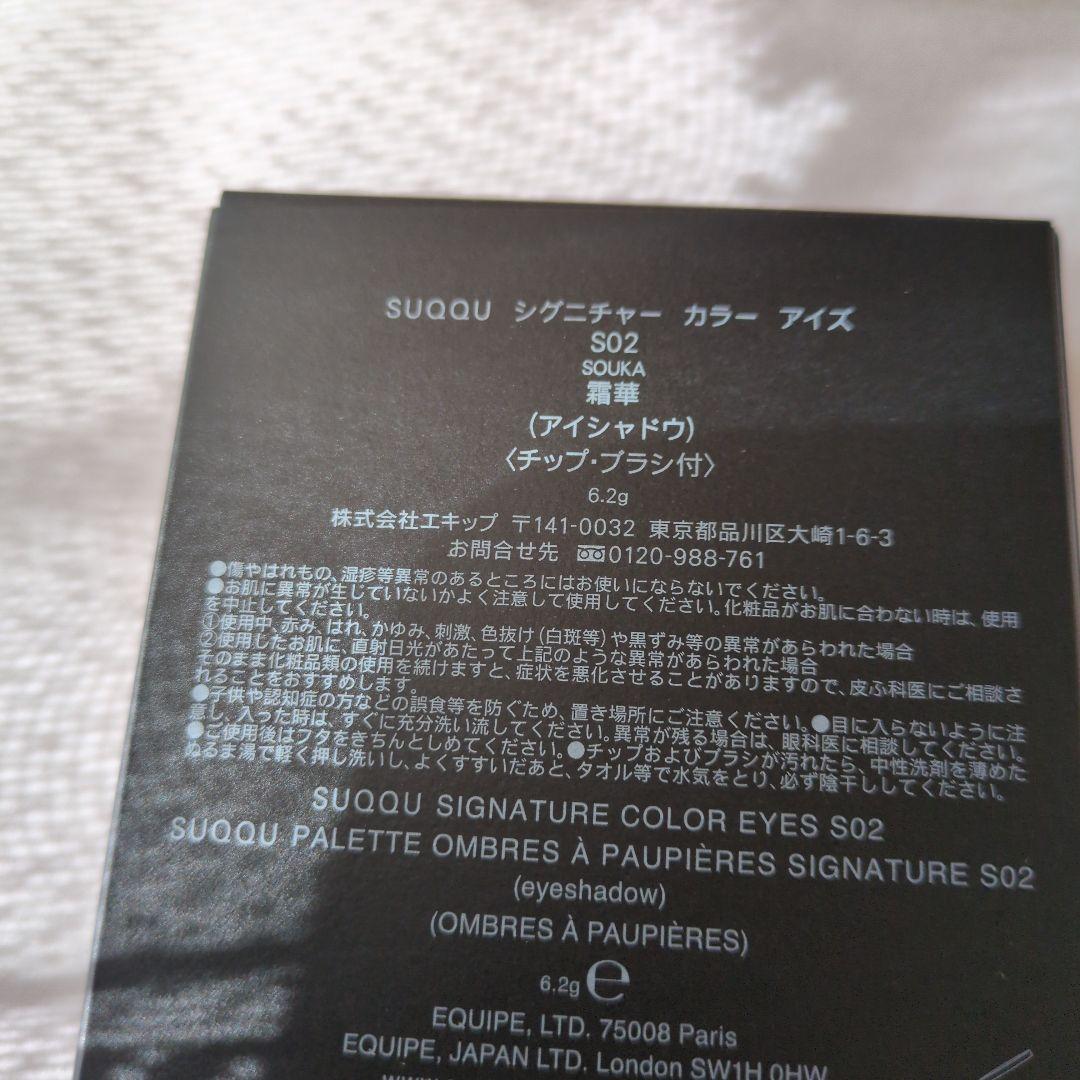 SUQQU シグニチャー カラー アイズ
S02
SOUKA
霜華
(アイシャドウ)
〈チップ・ブラシ付〉
6.2g
株式会社エキップ 〒141-0032 東京都品川区大崎1-6-3
お問合せ先 0120-988-761
●傷やはれもの、湿疹等異常のあるところにはお使いにならないでください。
●お肌に異常が生じていないかよく注意して使用してください。化粧品がお肌に合わない時は、使用
を中止してください。
①使用中、赤み、はれ、かゆみ、刺激、色抜け(白斑等)や黒ずみ等の異常があらわれた場合
②使用したお肌に、直射日光があたって上記のような異常があらわれた場合
そのまま化粧品類の使用を続けますと、症状を悪化させることがありますので、皮ふ科医にご相談さ
れることをおすすめします。
●子供や認知症の方などの誤食等を防ぐため、置き場所にご注意ください。●目に入らないように注
意し、入った時は、すぐに充分洗い流してください。異常が残る場合は、眼科医に相談してください。
●ご使用後はフタをきちんとしめてください。●チップおよびブラシが汚れたら、中性洗剤を薄めた
ぬるま湯で軽く押し洗いし、よくすすいだあと、タオル等で水気をとり、必ず陰干ししてください。
SUQQU SIGNATURE COLOR EYES S02
SUQQU PALETTE OMBRES À PAUPIÈRES SIGNATURE S02
(eyeshadow)
(OMBRES À PAUPIÈRES)
6.2g ℮
EQUIPE, LTD. 75008 Paris
EQUIPE, JAPAN LTD. London SW1H 0HW